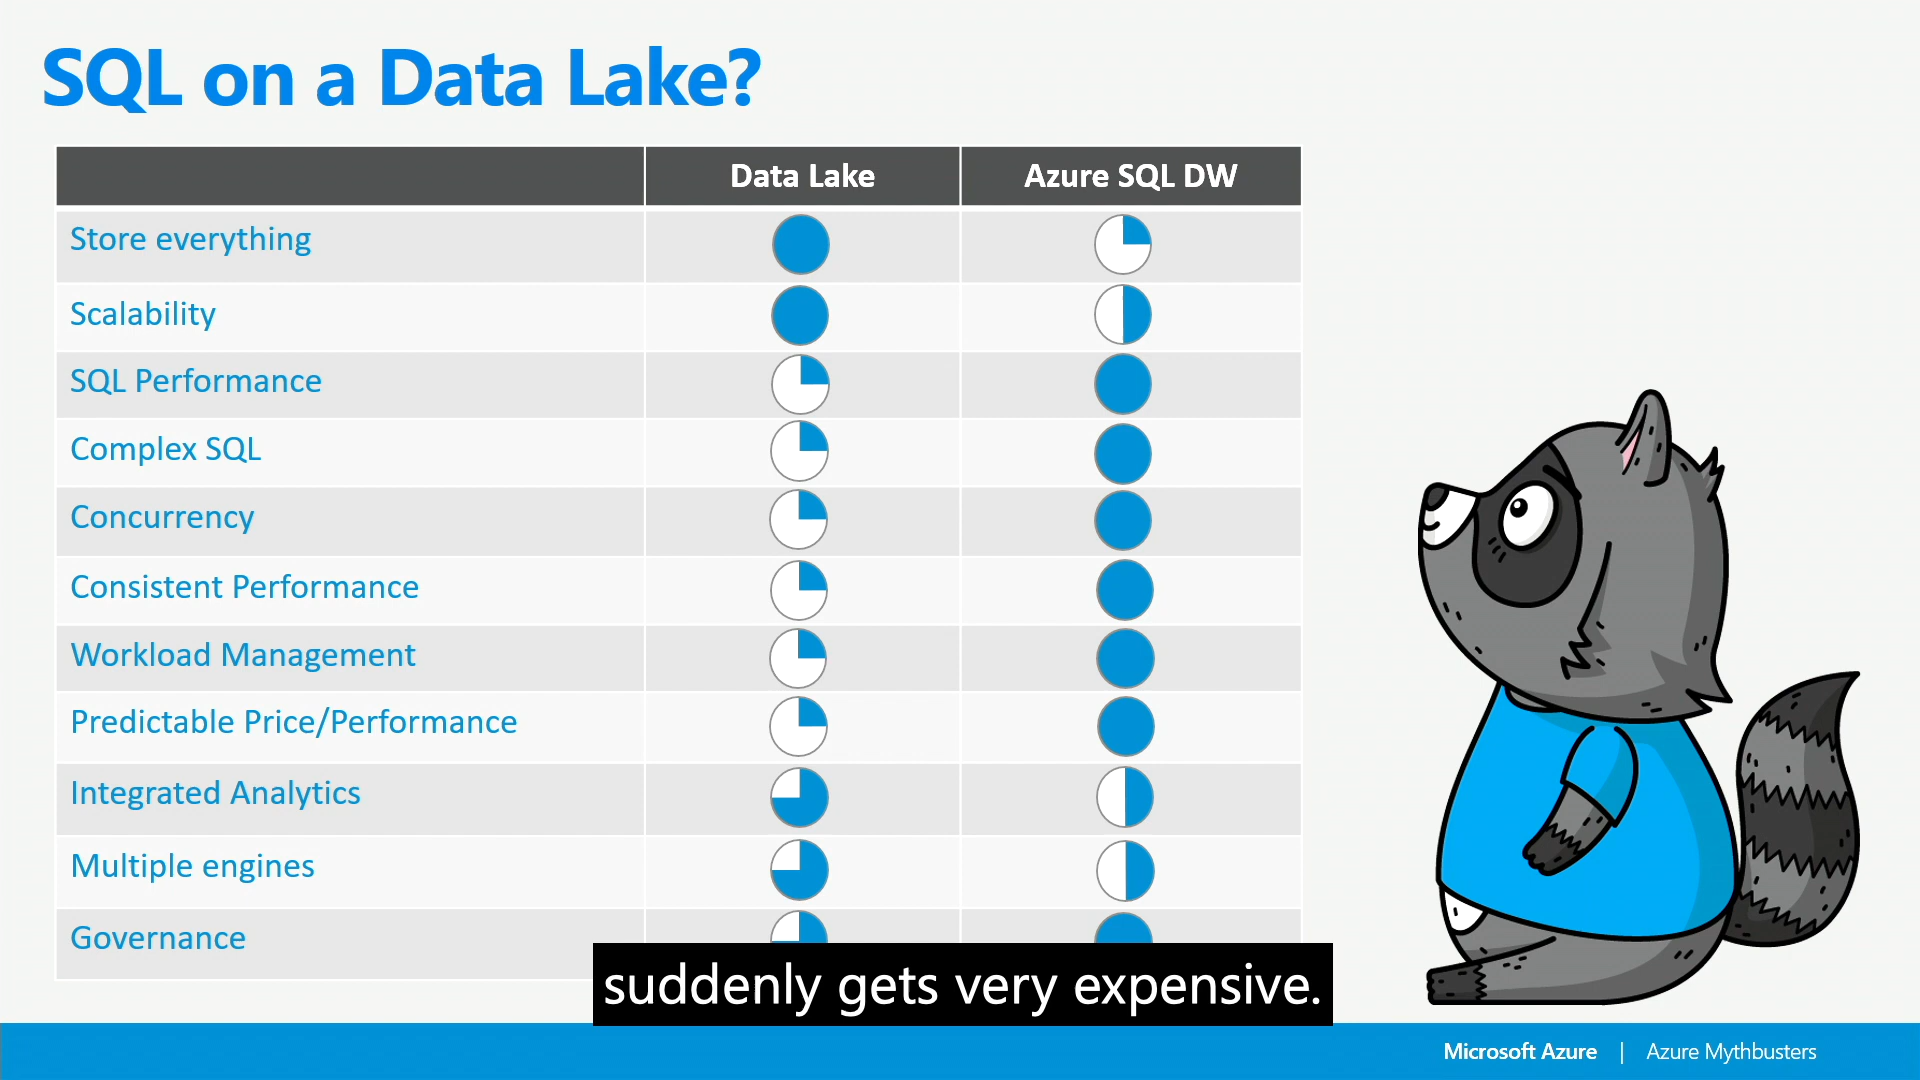 SQL on a Data Lake?
Data Lake Azure SQL DW
Store everything
Scalability
SQL Performance
Complex SQL
Concurrency
Consistent Performance
Workload Management
Predictable Price/Performance
Integrated Analytics
Multiple engines
Governance
suddenly gets very expensive.
Microsoft Azure | Azure Mythbusters